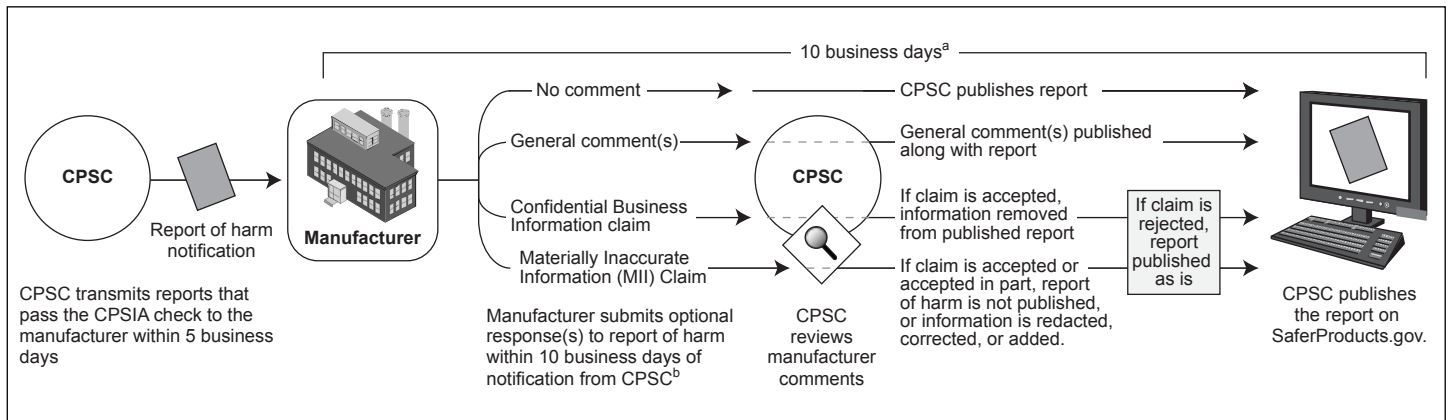 10 business daysᵃ
No comment
CPSC publishes report
General comment(s)
General comment(s) published
along with report
CPSC
Report of harm
notification
Manufacturer
CPSC
Confidential Business
Information claim
If claim is accepted,
information removed
from published report
If claim is
rejected,
report
published
as is
Materially Inaccurate
Information (MII) Claim
If claim is accepted or
accepted in part, report
of harm is not published,
or information is redacted,
corrected, or added.
CPSC transmits reports that
pass the CPSIA check to the
manufacturer within 5 business
days
Manufacturer submits optional
response(s) to report of harm
within 10 business days of
notification from CPSCᵇ
CPSC
reviews
manufacturer
comments
CPSC publishes
the report on
SaferProducts.gov.